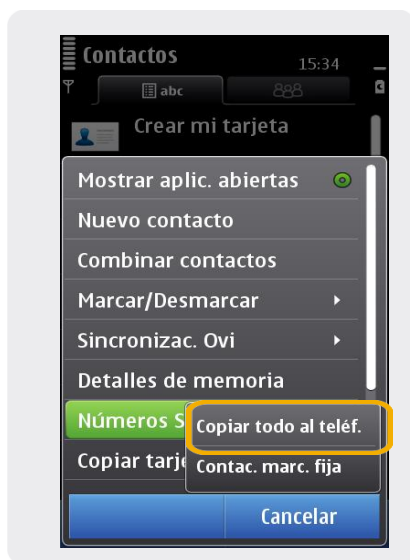 Contactos
15:34
abc
Crear mi tarjeta
Mostrar aplic. abiertas
Nuevo contacto
Combinar contactos
Marcar/Desmarcar
Sincronizac. Ovi
Detalles de memoria
Números S
Copiar todo al teléf.
Copiar tarje
Contac. marc. fija
Cancelar